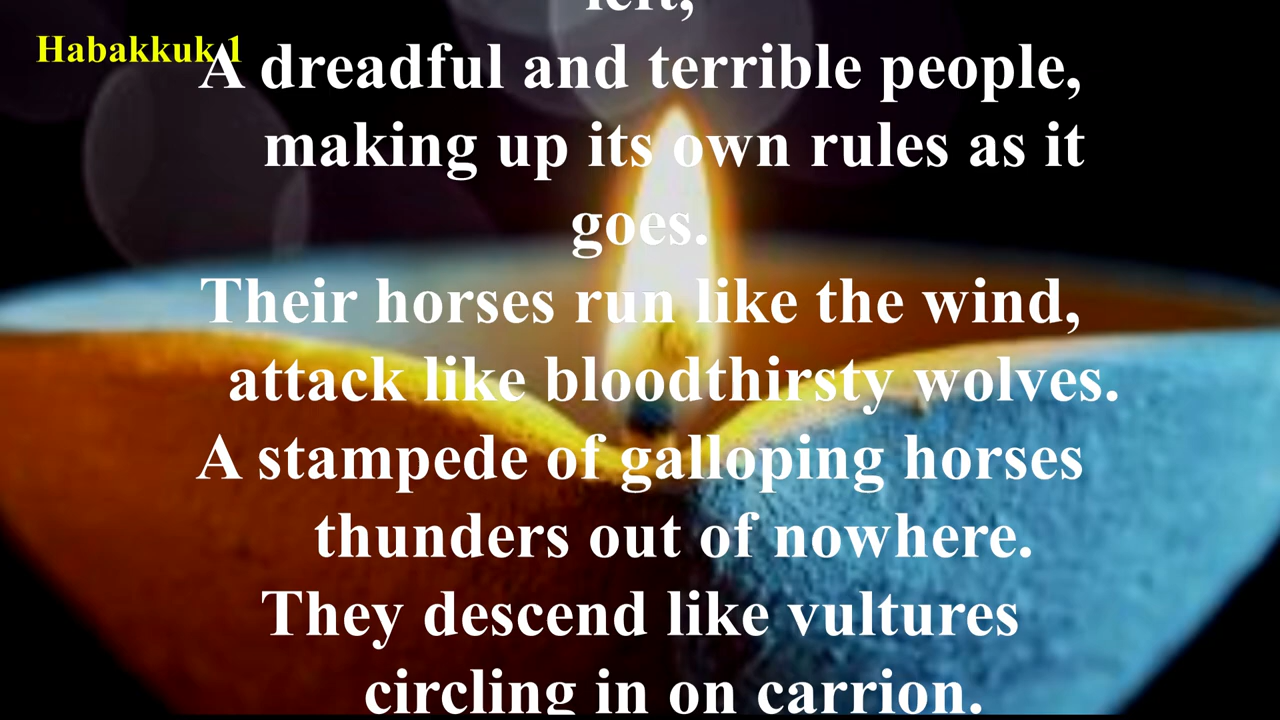 left,
Habakkuk 1
A dreadful and terrible people,
making up its own rules as it
goes.
Their horses run like the wind,
attack like bloodthirsty wolves.
A stampede of galloping horses
thunders out of nowhere.
They descend like vultures
circling in on carrion.